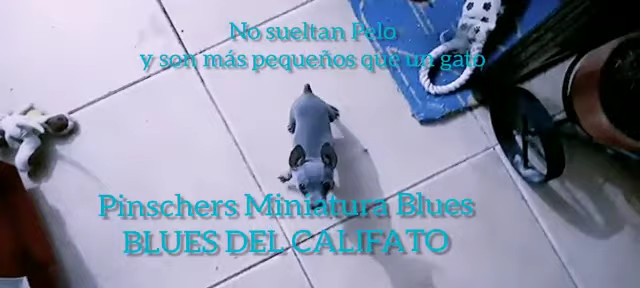 No sueltan Pelo
y son más pequeños que un gato
Pinschers Miniatura Blues
BLUES DEL CALIFATO